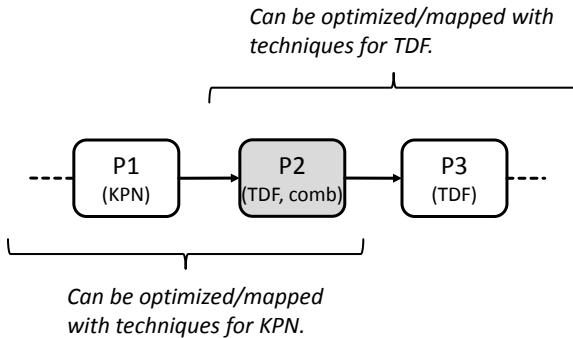 Can be optimized/mapped with
techniques for TDF.
P1
(KPN)
P2
(TDF, comb)
P3
(TDF)
Can be optimized/mapped
with techniques for KPN.